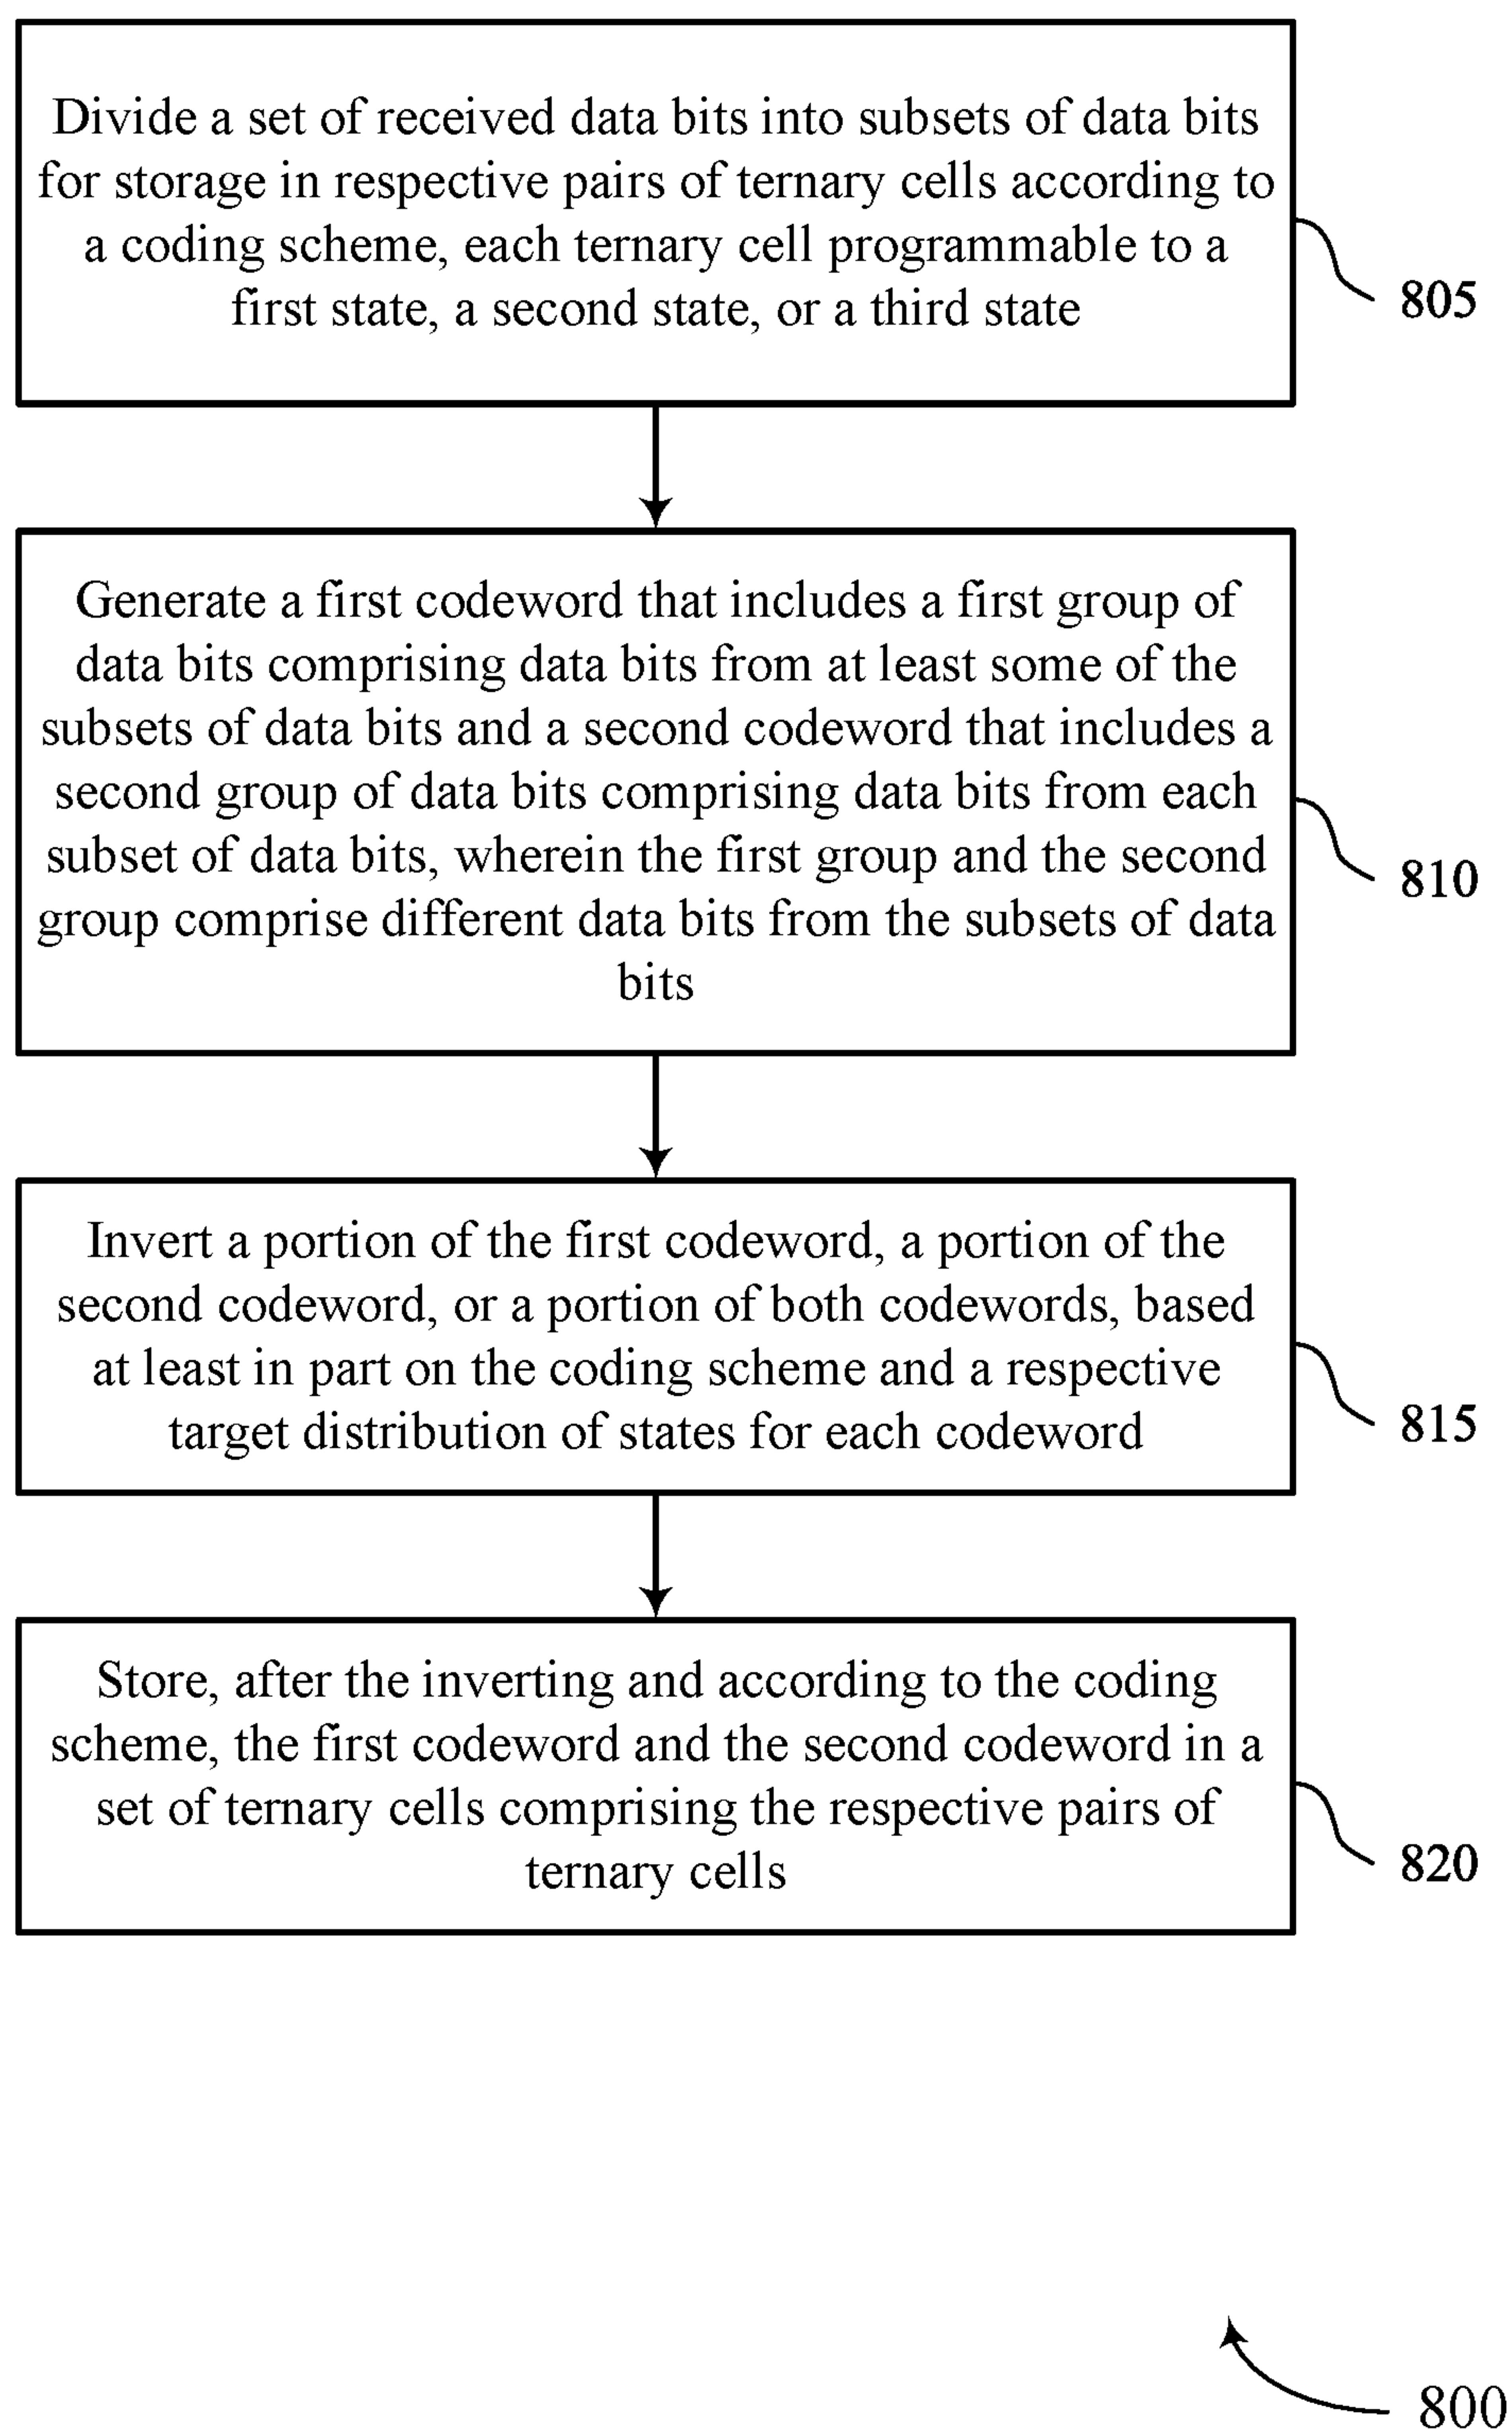 Divide a set of received data bits into subsets of data bits
for storage in respective pairs of ternary cells according to
a coding scheme, each ternary cell programmable to a
first state, a second state, or a third state
805
Generate a first codeword that includes a first group of
data bits comprising data bits from at least some of the
subsets of data bits and a second codeword that includes a
second group of data bits comprising data bits from each
subset of data bits, wherein the first group and the second
group comprise different data bits from the subsets of data
bits
810
Invert a portion of the first codeword, a portion of the
second codeword, or a portion of both codewords, based
at least in part on the coding scheme and a respective
target distribution of states for each codeword
815
Store, after the inverting and according to the coding
scheme, the first codeword and the second codeword in a
set of ternary cells comprising the respective pairs of
ternary cells
820
800